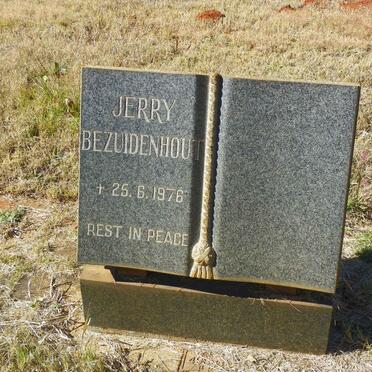 JERRY
BEZUIDENHOUT
+ 25. 6. 1976
REST IN PEACE